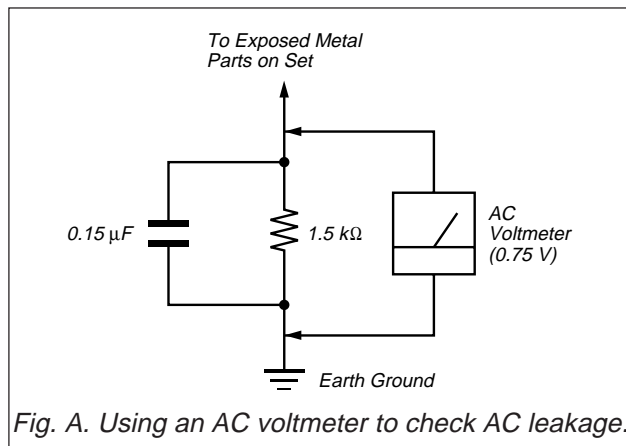 To Exposed Metal
Parts on Set
0.15 μF
1.5 kΩ
AC
Voltmeter
(0.75 V)
Earth Ground
Fig. A. Using an AC voltmeter to check AC leakage.